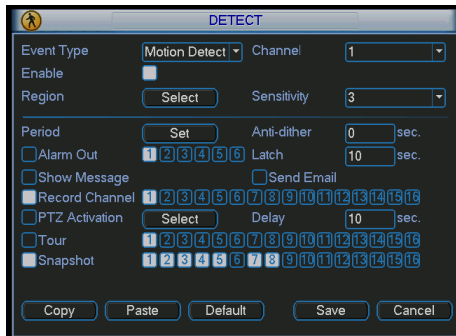 DETECT
Event Type Motion Detect Channel 1
Enable
Region Select Sensitivity 3
Period Set Anti-dither 0 sec.
Alarm Out 1 2 3 4 5 6 Latch 10 sec.
Show Message Send Email
Record Channel 1 2 3 4 5 6 7 8 9 10 11 12 13 14 15 16
PTZ Activation Select Delay 10 sec.
Tour 1 2 3 4 5 6 7 8 9 10 11 12 13 14 15 16
Snapshot 1 2 3 4 5 6 7 8 9 10 11 12 13 14 15 16
Copy Paste Default Save Cancel